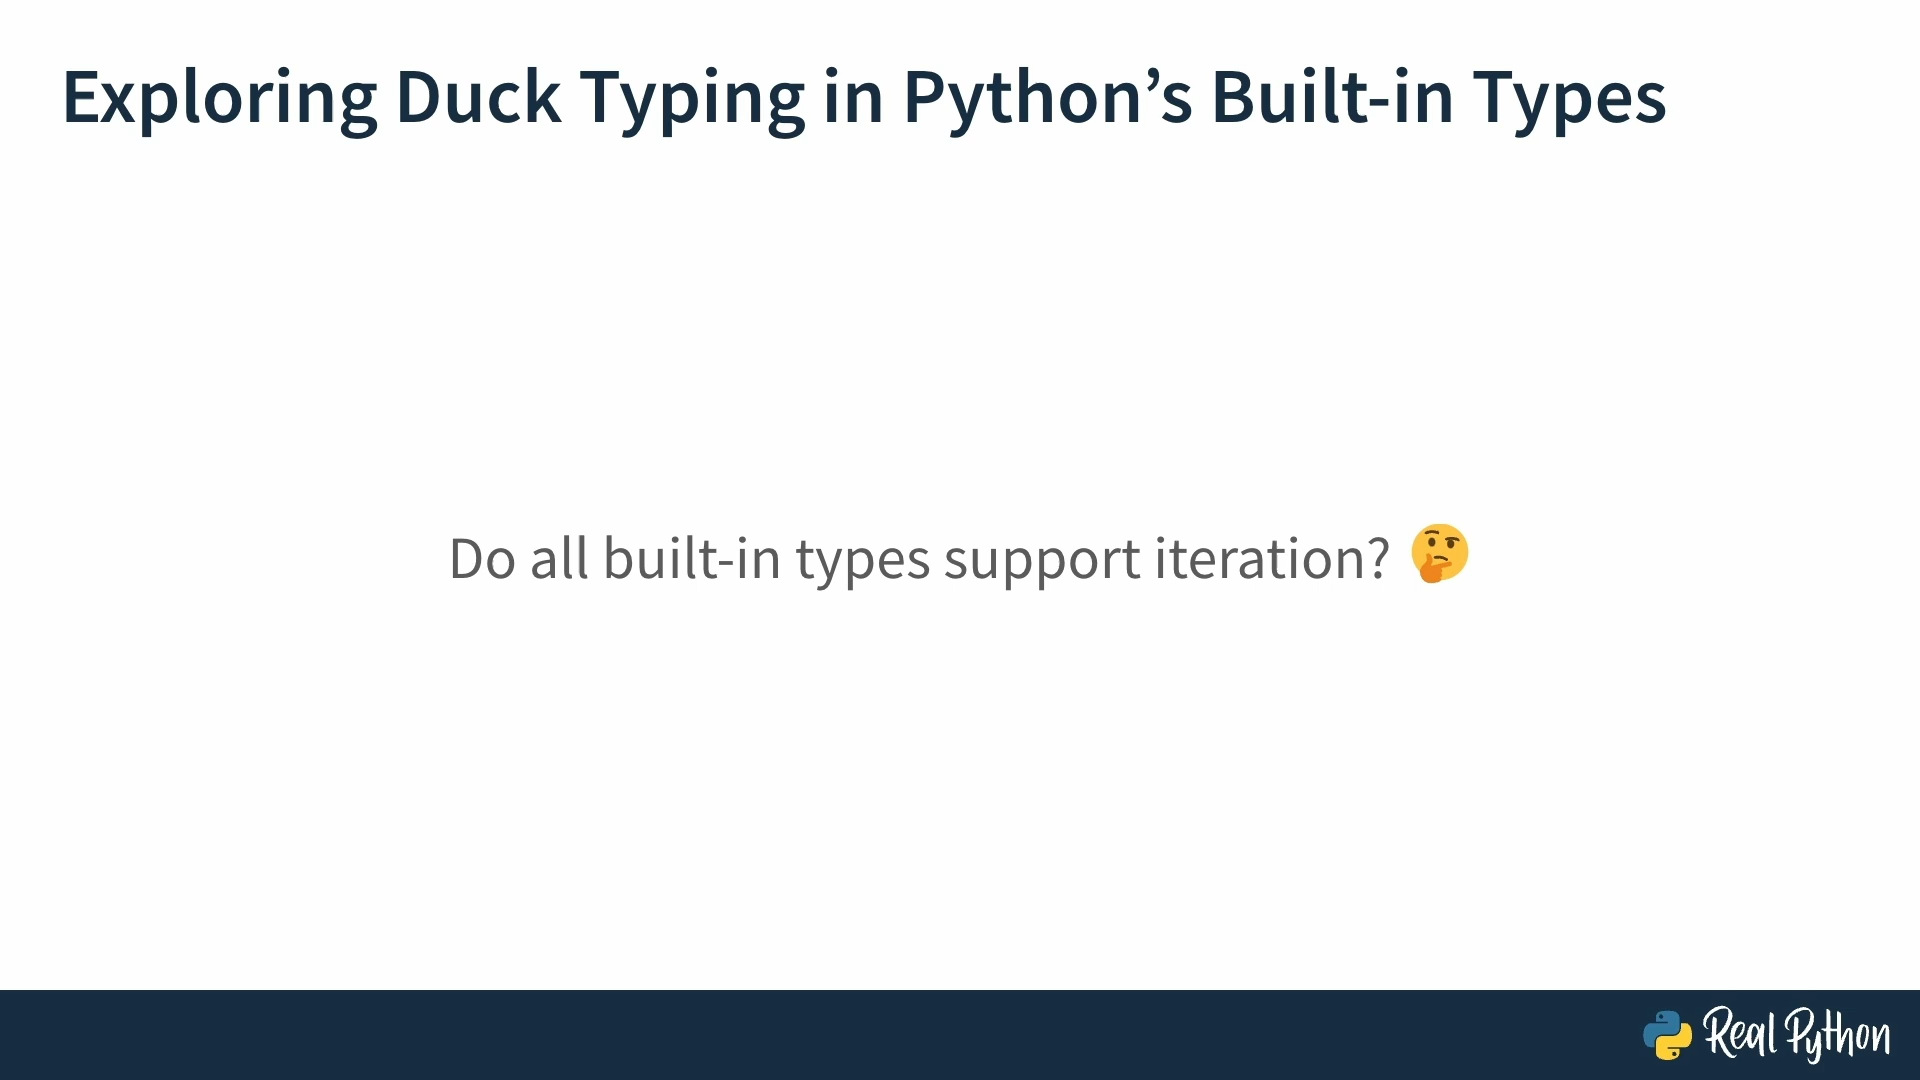 Exploring Duck Typing in Python’s Built-in Types
Do all built-in types support iteration? 🤔
Real Python